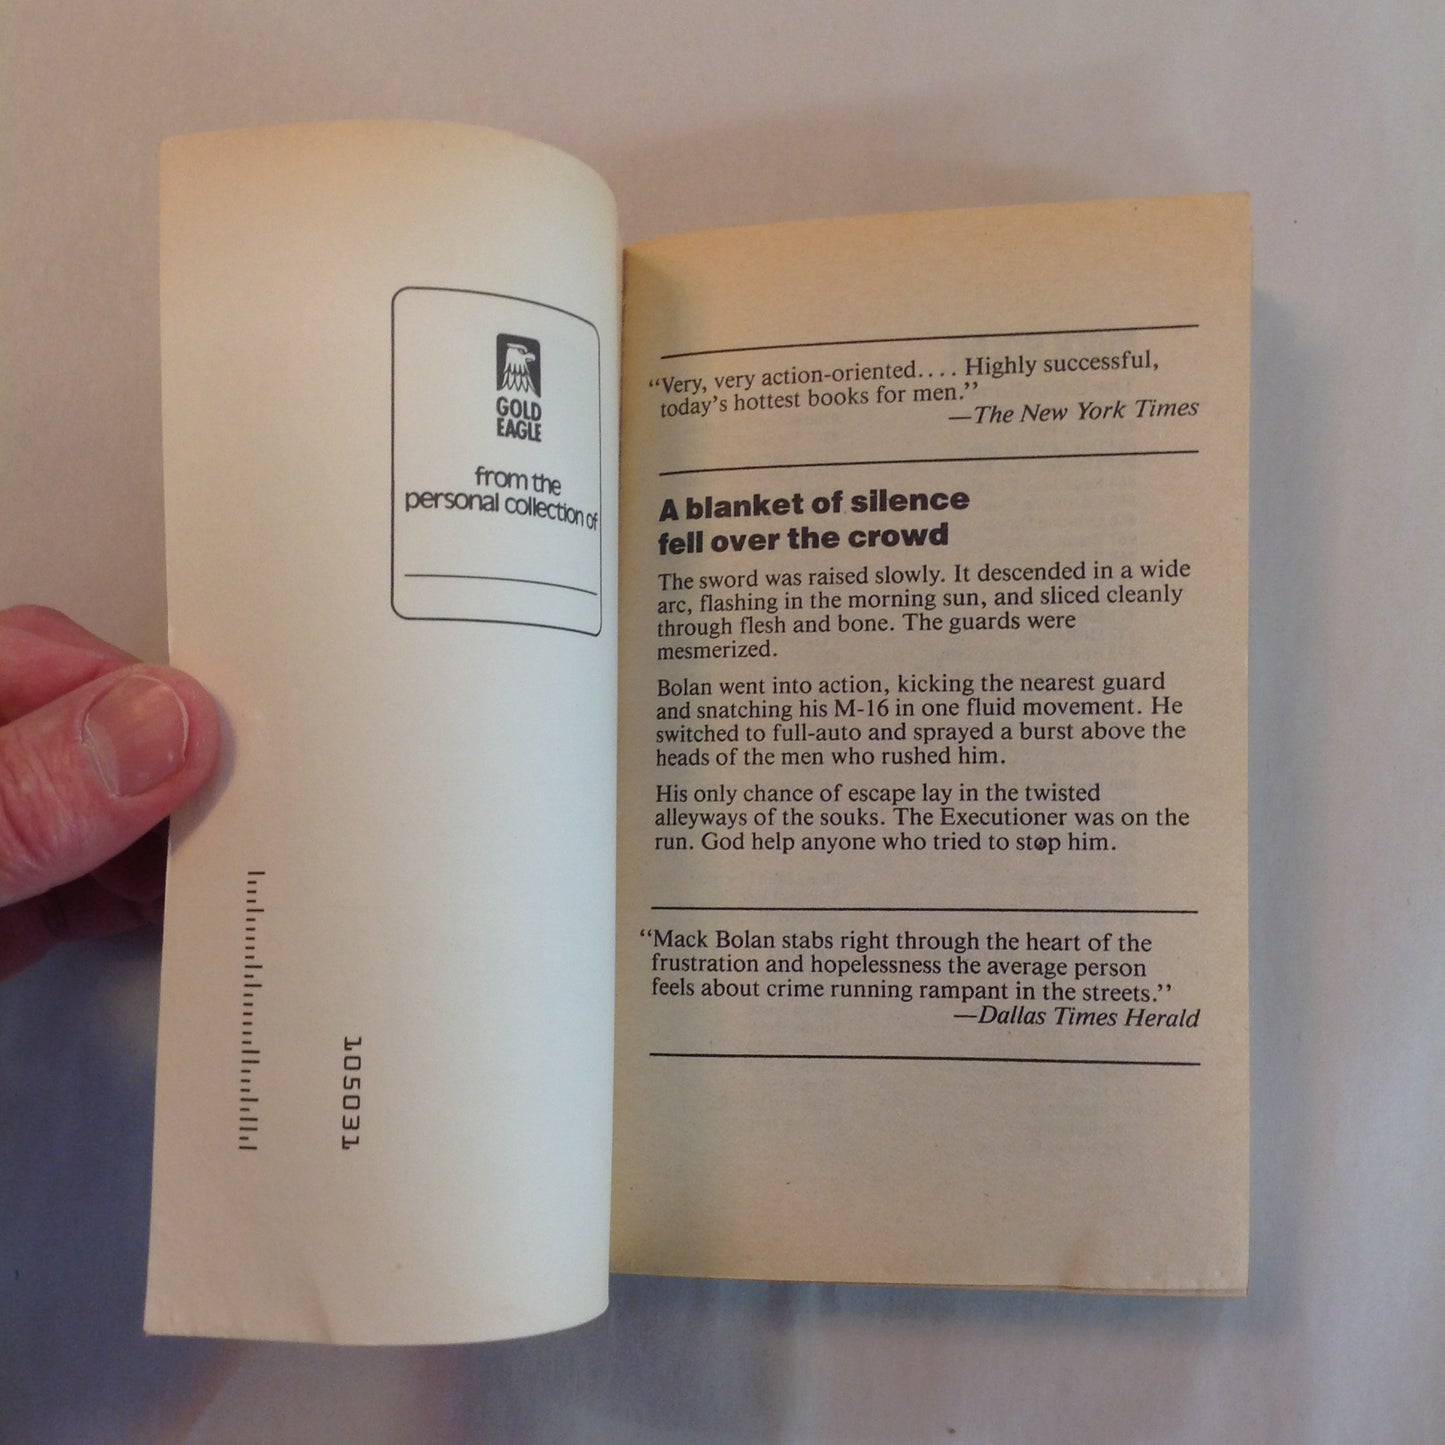 GOLD
EAGLE
from the
personal collection of
105031
“Very, very action-oriented.... Highly successful,
today’s hottest books for men.”
—The New York Times
A blanket of silence
fell over the crowd
The sword was raised slowly. It descended in a wide
arc, flashing in the morning sun, and sliced cleanly
through flesh and bone. The guards were
mesmerized.
Bolan went into action, kicking the nearest guard
and snatching his M-16 in one fluid movement. He
switched to full-auto and sprayed a burst above the
heads of the men who rushed him.
His only chance of escape lay in the twisted
alleyways of the souks. The Executioner was on the
run. God help anyone who tried to stop him.
“Mack Bolan stabs right through the heart of the
frustration and hopelessness the average person
feels about crime running rampant in the streets.”
—Dallas Times Herald